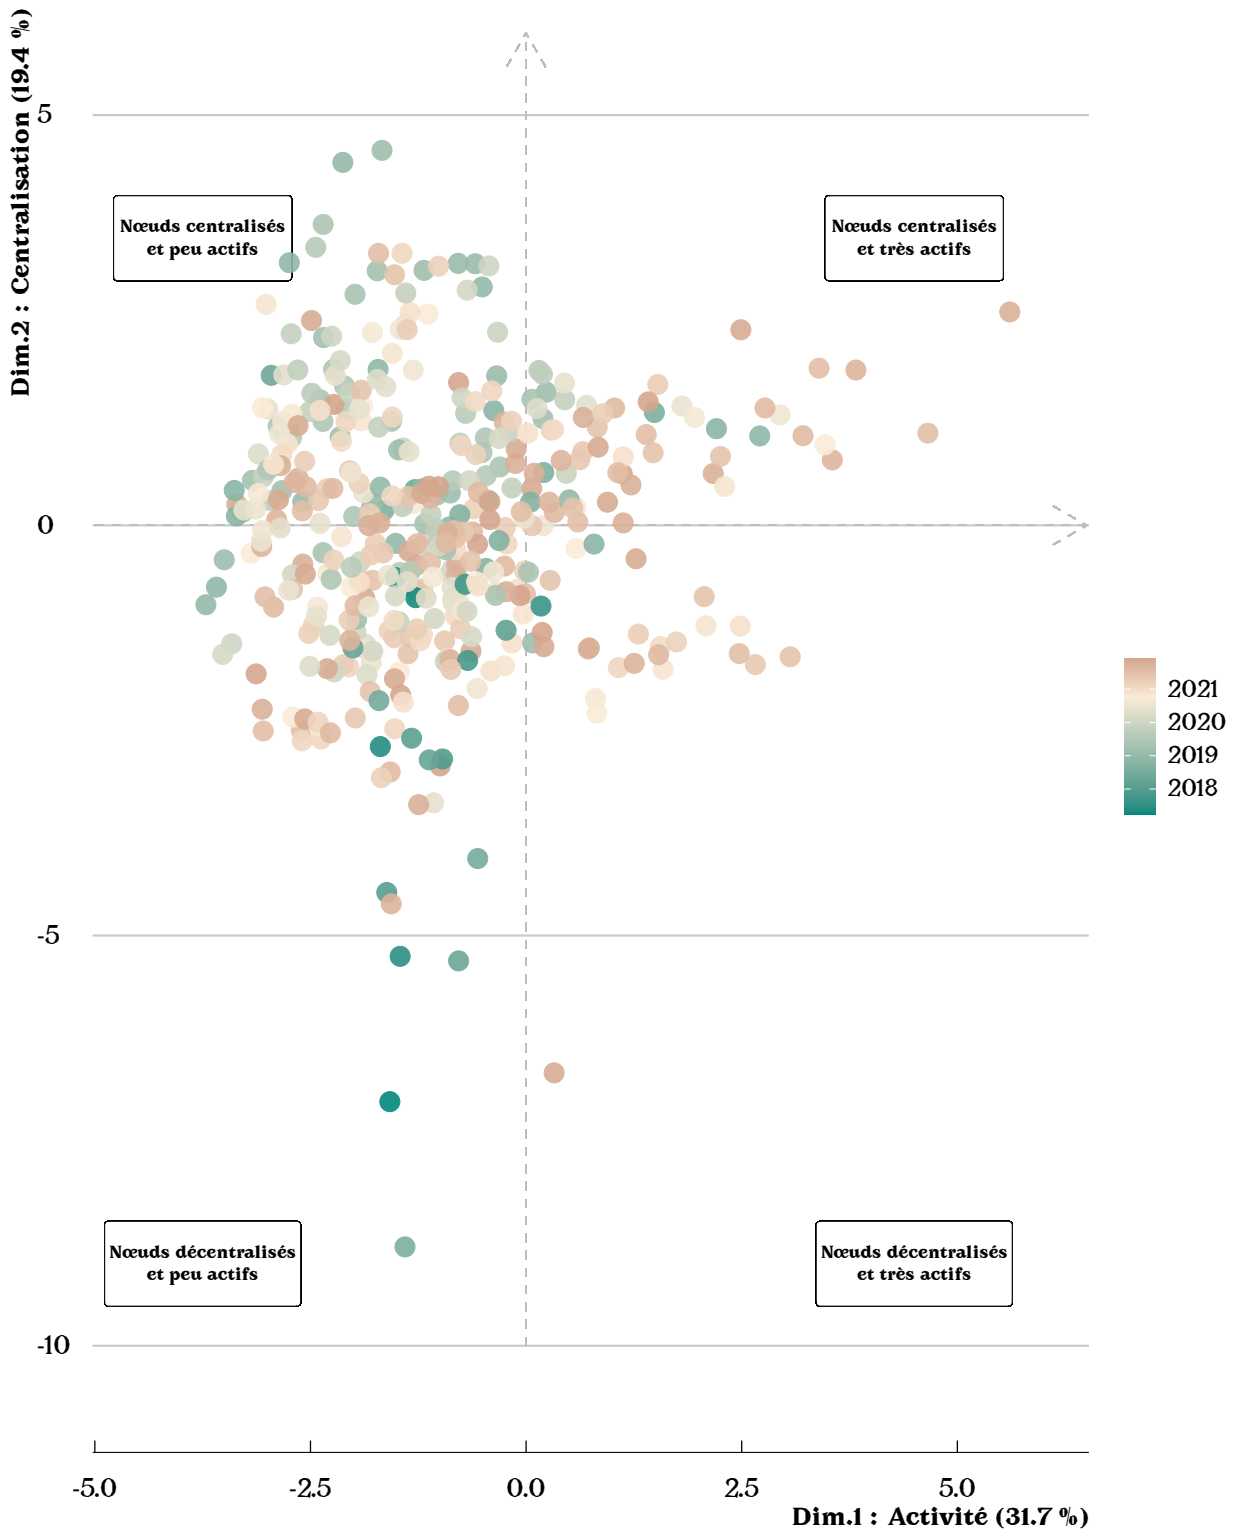 Dim.2 : Centralisation (19.4 %)
5
0
-5
-10
Nœuds centralisés
et peu actifs
Nœuds centralisés
et très actifs
2021
2020
2019
2018
Nœuds décentralisés
et peu actifs
Nœuds décentralisés
et très actifs
-5.0
-2.5
0.0
2.5
5.0
Dim.1 : Activité (31.7 %)